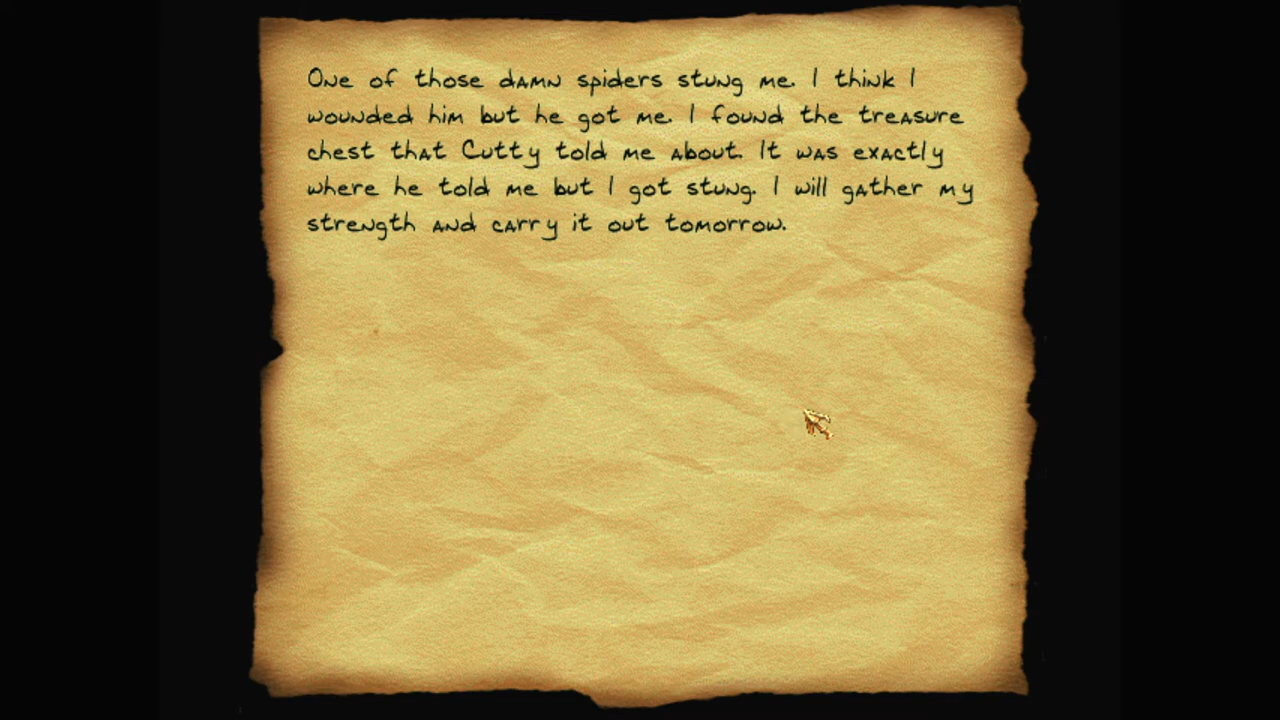 One of those damn spiders stung me. I think I
wounded him but he got me. I found the treasure
chest that Cutty told me about. It was exactly
where he told me but I got stung. I will gather my
strength and carry it out tomorrow.